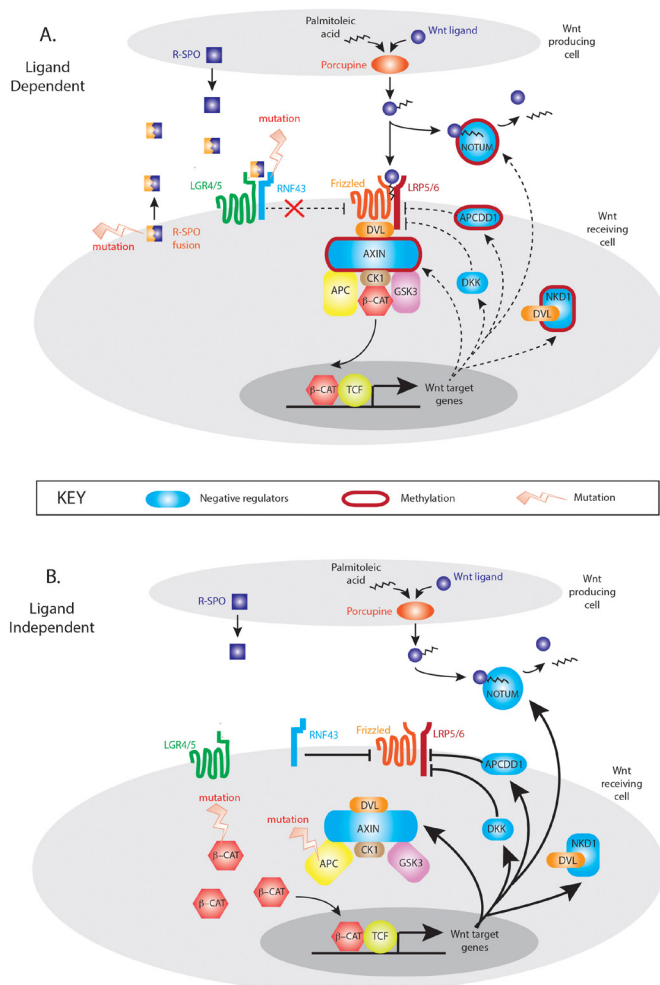 A.
Ligand
Dependent
Palmitoleic
acid
Wnt ligand
Wnt
producing
cell
R-SPO
Porcupine
mutation
NOTUM
LGR4/5
RNF43
Frizzled
LRP5/6
mutation
R-SPO
fusion
DVL
APCDD1
Wnt
receiving
cell
AXIN
CK1
APC
β-CAT
GSK3
DKK
NKD1
DVL
β-CAT
TCF
Wnt target
genes
KEY
Negative regulators
Methylation
Mutation
B.
Ligand
Independent
Palmitoleic
acid
Wnt ligand
Wnt
producing
cell
R-SPO
Porcupine
NOTUM
LGR4/5
RNF43
Frizzled
LRP5/6
APCDD1
Wnt
receiving
cell
mutation
mutation
DVL
AXIN
DKK
NKD1
DVL
β-CAT
APC
CK1
GSK3
β-CAT
β-CAT
β-CAT
TCF
Wnt target
genes